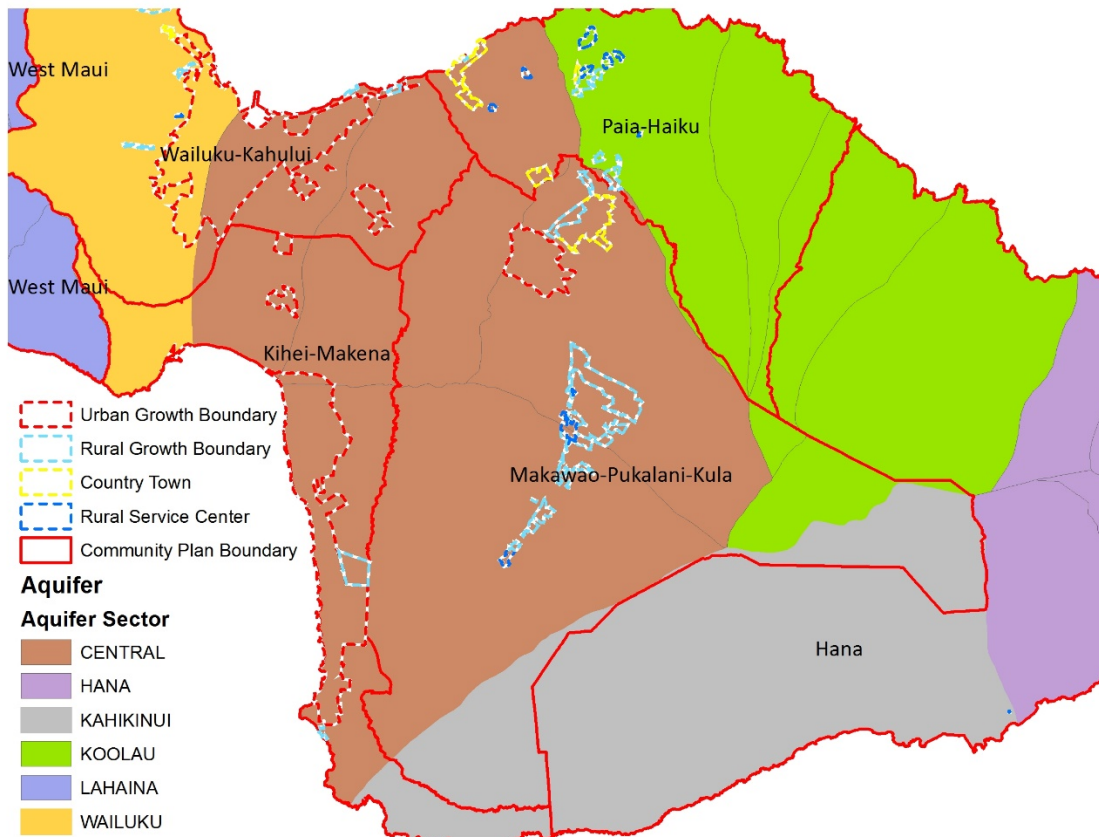 West Maui
Wailuku-Kahului
Paia-Haiku
West Maui
Kihei-Makena
Makawao-Pukalani-Kula
Hana
Urban Growth Boundary
Rural Growth Boundary
Country Town
Rural Service Center
Community Plan Boundary
Aquifer
Aquifer Sector
CENTRAL
HANA
KAHIKINUI
KOOLAU
LAHAINA
WAILUKU